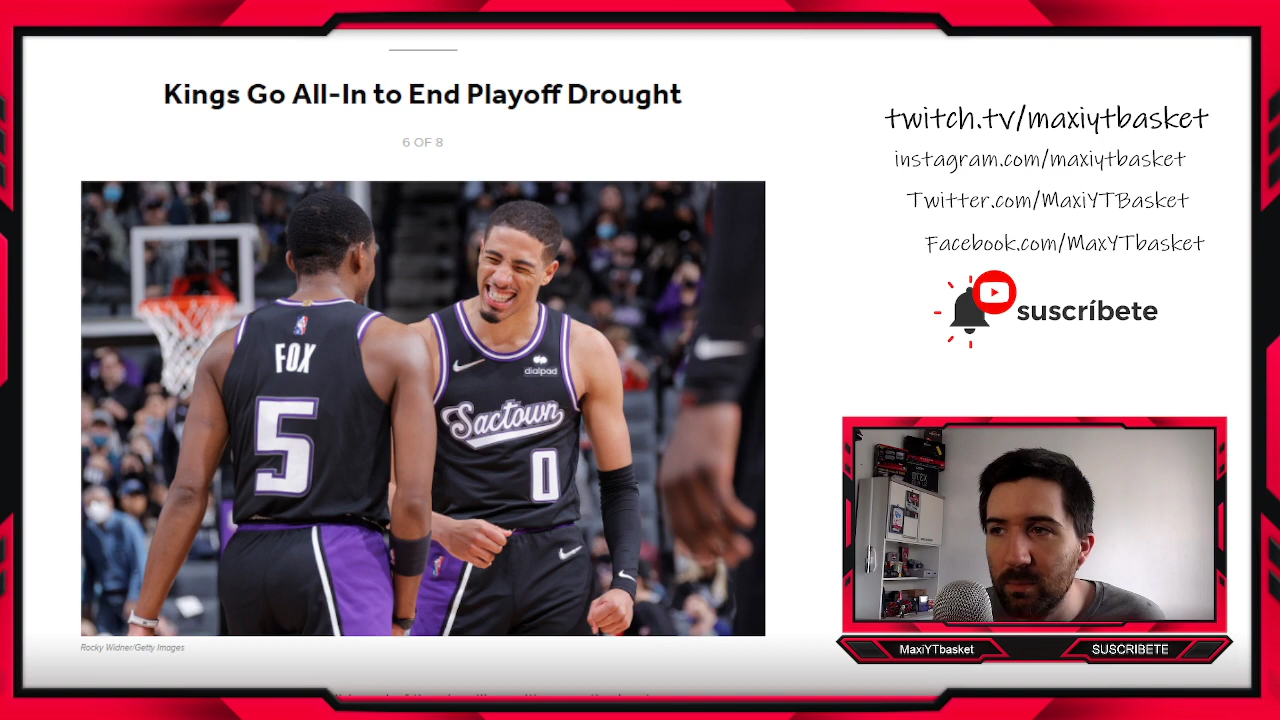 Kings Go All-In to End Playoff Drought
6 OF 8
FOX
5
dialpad
Sactown
0
Rocky Widner/Getty Images
twitch.tv/maxiytbasket
instagram.com/maxiytbasket
Twitter.com/MaxiYTBasket
Facebook.com/MaxYTbasket
suscríbete
MaxiYTbasket
SUSCRIBETE